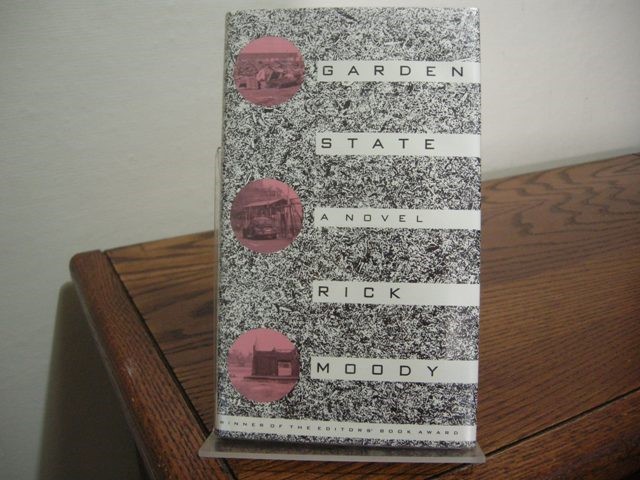 GARDEN
STATE
A NOVEL
RICK
MOODY
WINNER OF THE EDITORS' BOOK AWARD